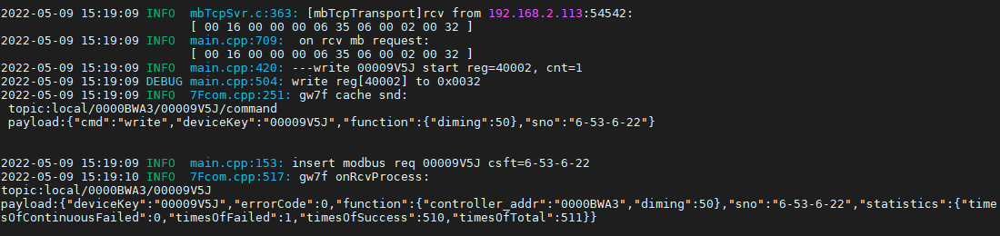 2022-05-09 15:19:09 INFO  mbTcpSvr.c:363: [mbTcpTransport]rcv from 192.168.2.113:54542:
[ 00 16 00 00 00 06 35 06 00 02 00 32 ]
2022-05-09 15:19:09 INFO  main.cpp:709:  on rcv mb request:
[ 00 16 00 00 00 06 35 06 00 02 00 32 ]
2022-05-09 15:19:09 INFO  main.cpp:420: ---write 00009V5J start reg=40002, cnt=1
2022-05-09 15:19:09 DEBUG main.cpp:504: write reg[40002] to 0x0032
2022-05-09 15:19:09 INFO  7Fcom.cpp:251: gw7f cache snd:
topic:local/0000BWA3/00009V5J/command
payload:{"cmd":"write","deviceKey":"00009V5J","function":{"diming":50},"sno":"6-53-6-22"}
2022-05-09 15:19:09 INFO  main.cpp:153: insert modbus req 00009V5J csft=6-53-6-22
2022-05-09 15:19:10 INFO  7Fcom.cpp:517: gw7f onRcvProcess:
topic:local/0000BWA3/00009V5J
payload:{"deviceKey":"00009V5J","errorCode":0,"function":{"controller_addr":"0000BWA3","diming":50},"sno":"6-53-6-22","statistics":{"time
sOfContinuousFailed":0,"timesOfFailed":1,"timesOfSuccess":510,"timesOfTotal":511}}